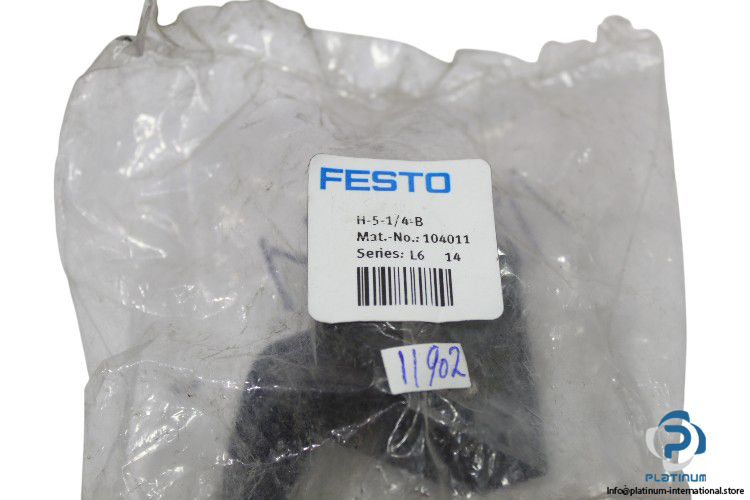 FESTO
H-5-1/4-B
Mat.-No.: 104011
Series: L6 14
11902
PLATINUM
Info@platinum-international.store